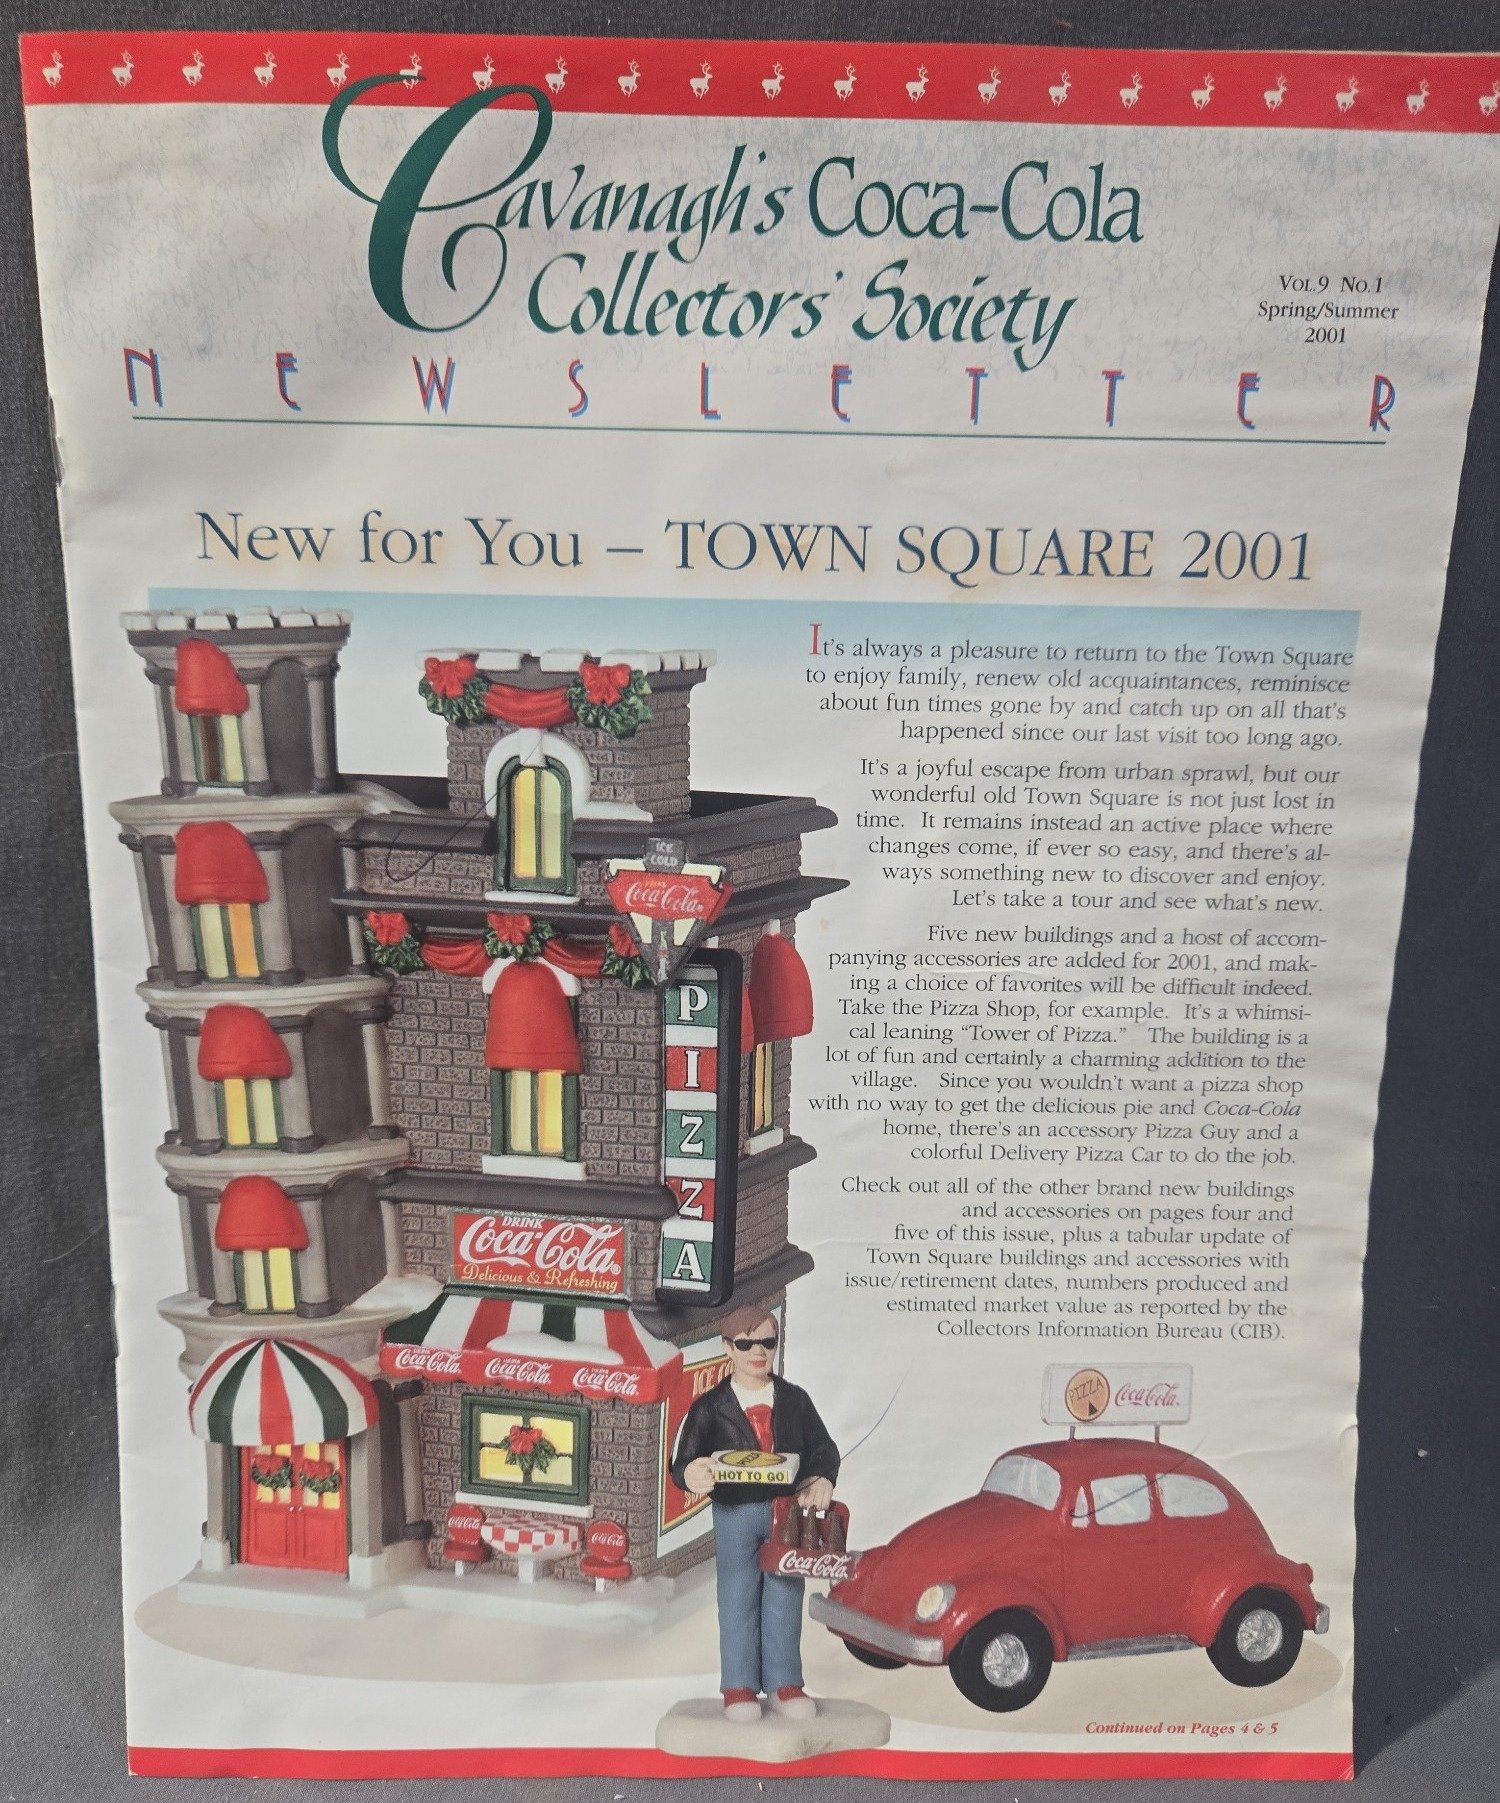 Cavanagh's Coca-Cola
Collectors' Society
VOL.9 No.1
Spring/Summer
2001
NEWSLETTER
New for You – TOWN SQUARE 2001
It's always a pleasure to return to the Town Square
to enjoy family, renew old acquaintances, reminisce
about fun times gone by and catch up on all that's
happened since our last visit too long ago.
It's a joyful escape from urban sprawl, but our
wonderful old Town Square is not just lost in
time. It remains instead an active place where
changes come, if ever so easy, and there's al-
ways something new to discover and enjoy.
Let's take a tour and see what's new.
Five new buildings and a host of accom-
panying accessories are added for 2001, and mak-
ing a choice of favorites will be difficult indeed.
Take the Pizza Shop, for example. It's a whimsi-
cal leaning “Tower of Pizza.” The building is a
lot of fun and certainly a charming addition to the
village. Since you wouldn't want a pizza shop
with no way to get the delicious pie and Coca-Cola
home, there's an accessory Pizza Guy and a
colorful Delivery Pizza Car to do the job.
Check out all of the other brand new buildings
and accessories on pages four and
five of this issue, plus a tabular update of
Town Square buildings and accessories with
issue/retirement dates, numbers produced and
estimated market value as reported by the
Collectors Information Bureau (CIB).
ICE
COLD
DRINK
Coca-Cola
PIZZA
DRINK
Coca-Cola
Delicious & Refreshing
DRINK
Coca-Cola
DRINK
Coca-Cola
DRINK
Coca-Cola
ICE CO
Coca-Cola
Coca-Cola
PIZZA
HOT TO GO
Coca-Cola
PIZZA
Coca-Cola
Continued on Pages 4 & 5